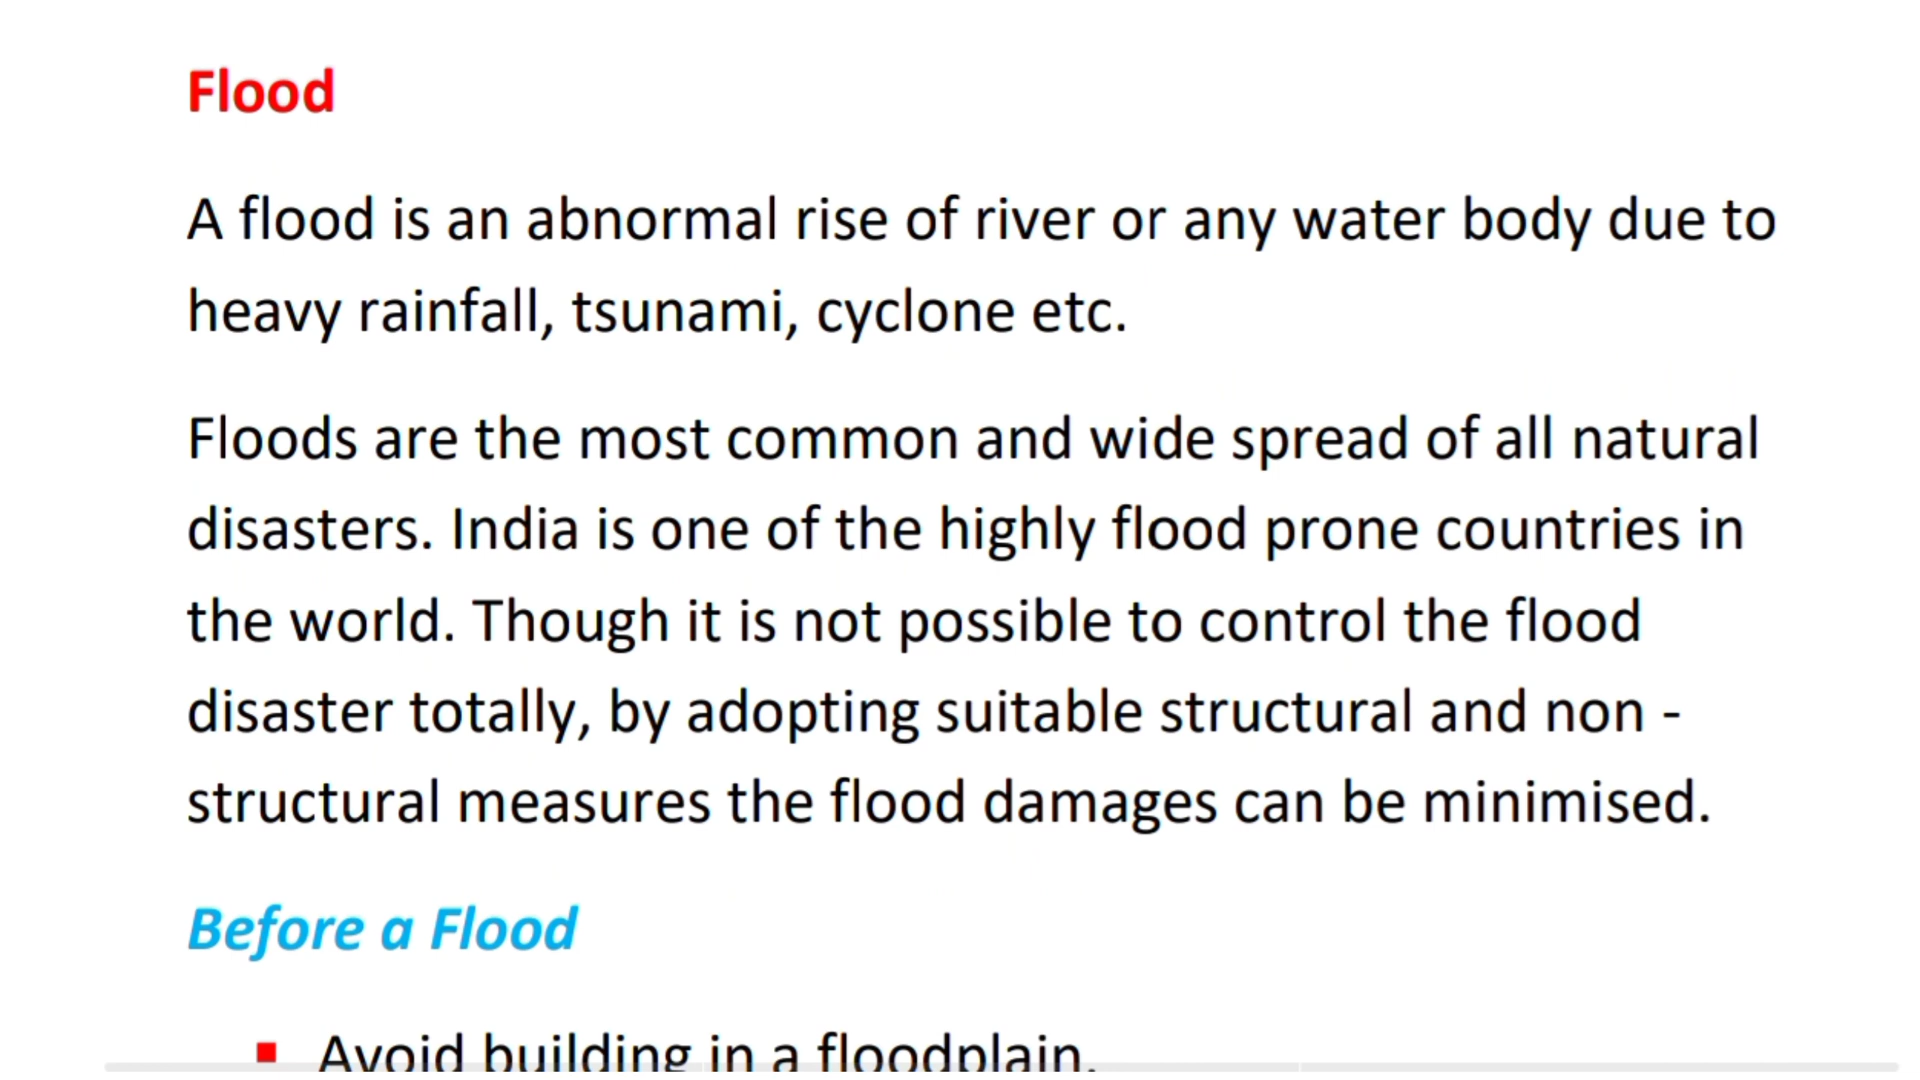 Flood
A flood is an abnormal rise of river or any water body due to
heavy rainfall, tsunami, cyclone etc.
Floods are the most common and wide spread of all natural
disasters. India is one of the highly flood prone countries in
the world. Though it is not possible to control the flood
disaster totally, by adopting suitable structural and non -
structural measures the flood damages can be minimised.
Before a Flood
▪ Avoid building in a floodplain.